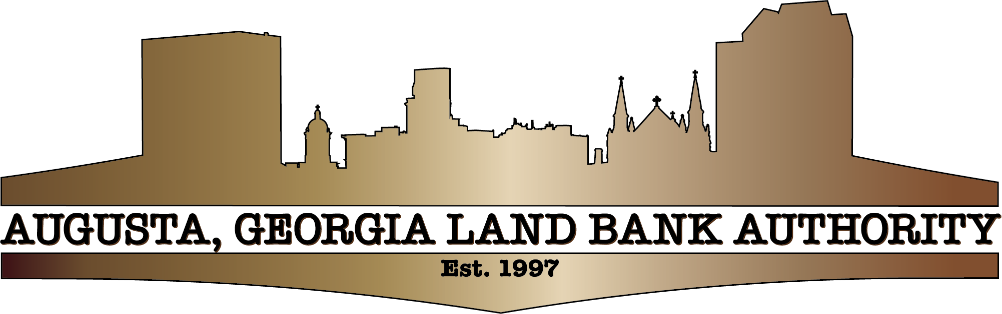 AUGUSTA, GEORGIA LAND BANK AUTHORITY
Est. 1997